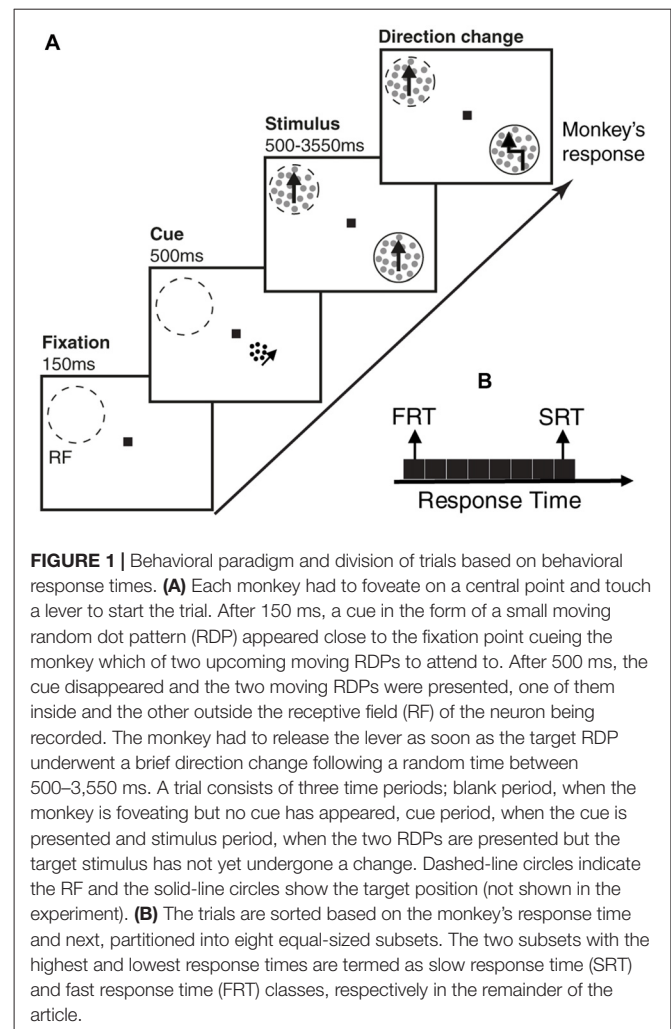 A
Direction change
Stimulus
500-3550ms
Monkey's
response
Cue
500ms
Fixation
150ms
RF
B
FRT
SRT
Response Time
FIGURE 1 | Behavioral paradigm and division of trials based on behavioral
response times. (A) Each monkey had to foveate on a central point and touch
a lever to start the trial. After 150 ms, a cue in the form of a small moving
random dot pattern (RDP) appeared close to the fixation point cueing the
monkey which of two upcoming moving RDPs to attend to. After 500 ms, the
cue disappeared and the two moving RDPs were presented, one of them
inside and the other outside the receptive field (RF) of the neuron being
recorded. The monkey had to release the lever as soon as the target RDP
underwent a brief direction change following a random time between
500–3,550 ms. A trial consists of three time periods; blank period, when the
monkey is foveating but no cue has appeared, cue period, when the cue is
presented and stimulus period, when the two RDPs are presented but the
target stimulus has not yet undergone a change. Dashed-line circles indicate
the RF and the solid-line circles show the target position (not shown in the
experiment). (B) The trials are sorted based on the monkey's response time
and next, partitioned into eight equal-sized subsets. The two subsets with the
highest and lowest response times are termed as slow response time (SRT)
and fast response time (FRT) classes, respectively in the remainder of the
article.